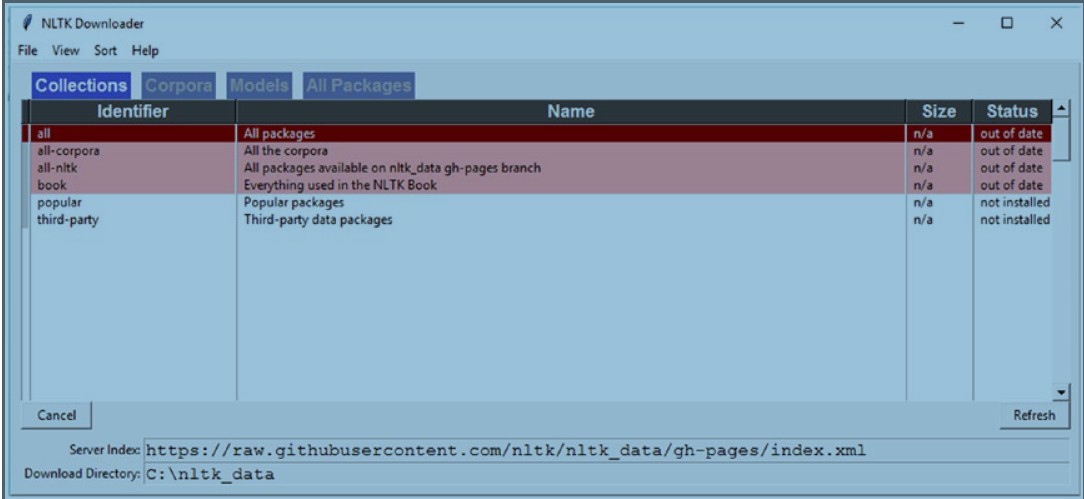 NLTK Downloader
File View Sort Help
Collections Corpora Models All Packages
Identifier Name Size Status
all All packages n/a out of date
all-corpora All the corpora n/a out of date
all-nltk All packages available on nltk_data gh-pages branch n/a out of date
book Everything used in the NLTK Book n/a out of date
popular Popular packages n/a not installed
third-party Third-party data packages n/a not installed
Cancel Refresh
Server Index: https://raw.githubusercontent.com/nltk/nltk_data/gh-pages/index.xml
Download Directory: C:\nltk_data